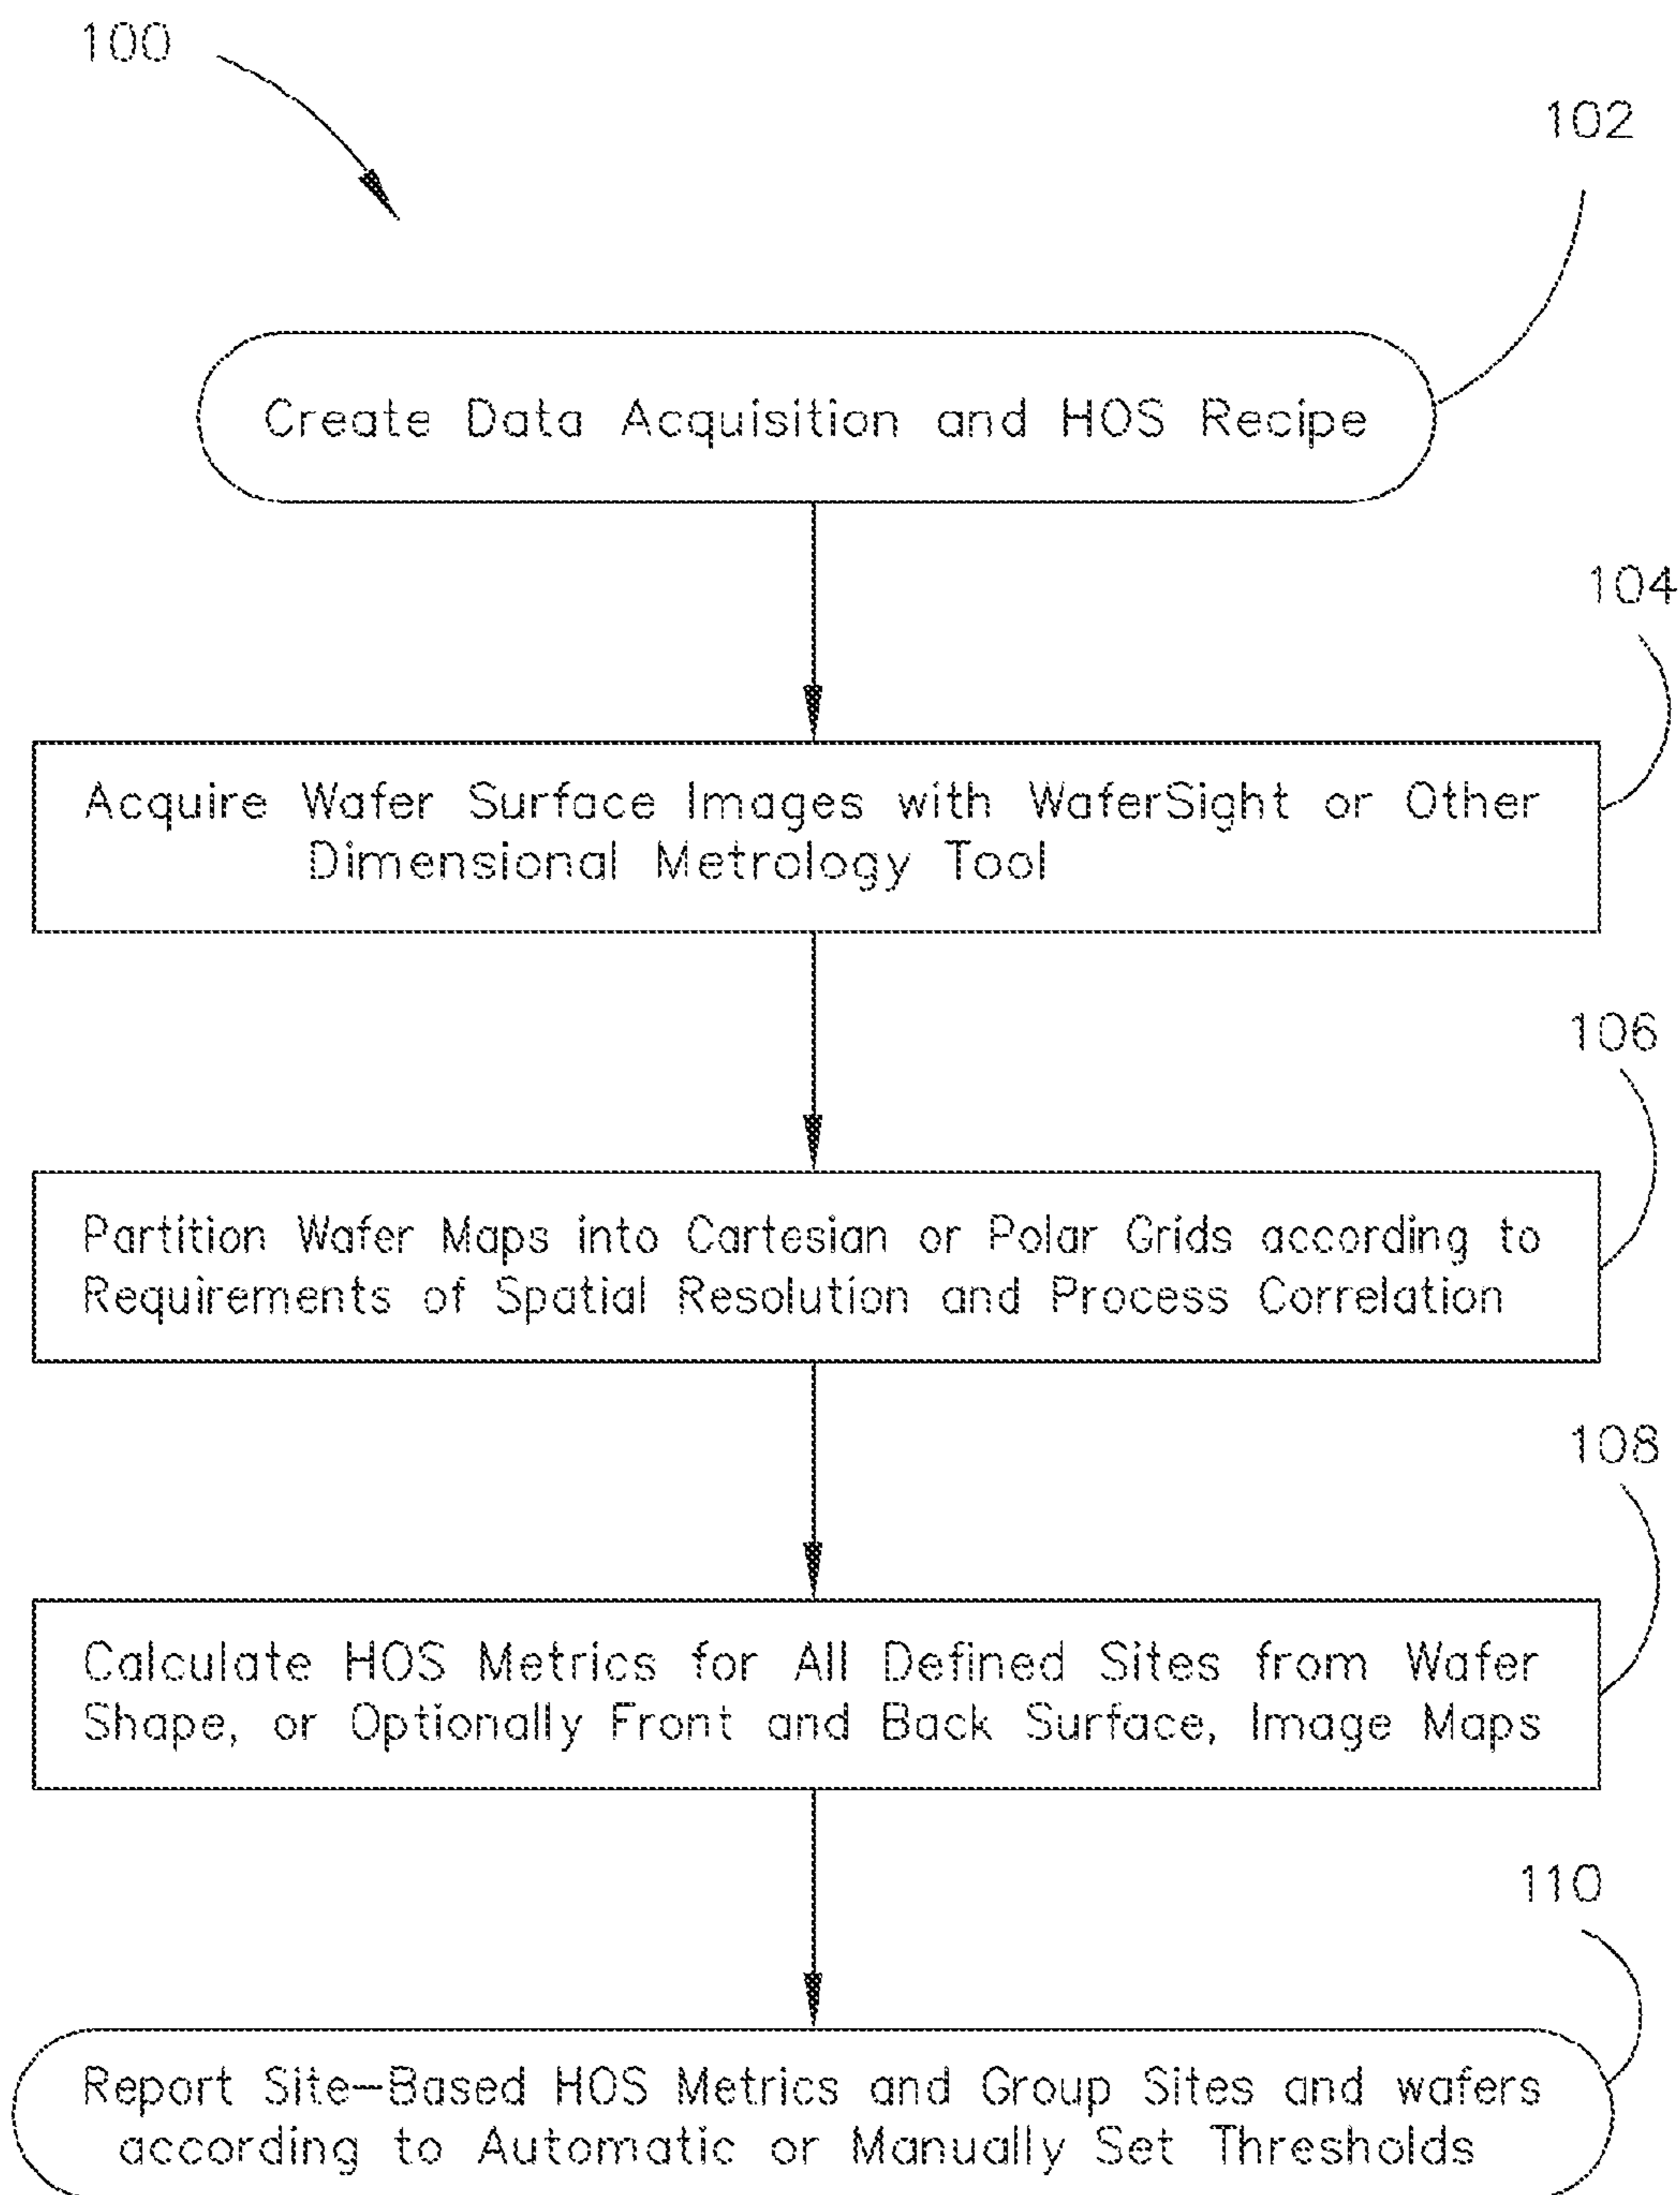 100
102
Create Data Acquisition and HOS Recipe
104
Acquire Wafer Surface Images with WaferSight or Other
Dimensional Metrology Tool
106
Partition Wafer Maps into Cartesian or Polar Grids according to
Requirements of Spatial Resolution and Process Correlation
108
Calculate HOS Metrics for All Defined Sites from Wafer
Shape, or Optionally Front and Back Surface, Image Maps
110
Report Site-Based HOS Metrics and Group Sites and wafers
according to Automatic or Manually Set Thresholds